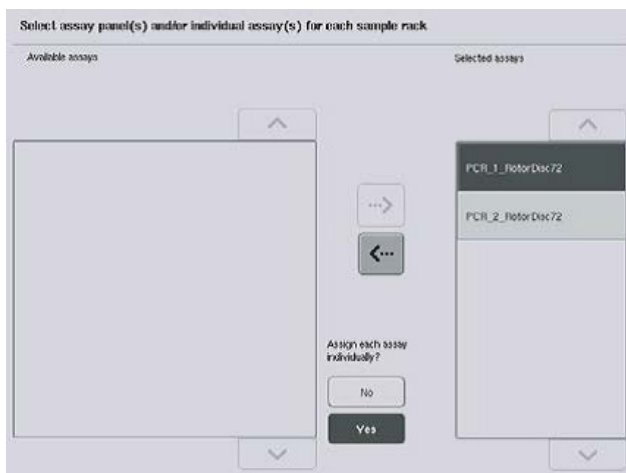 Select assay panel(s) and/or individual assay(s) for each sample rack
Available assays
Selected assays
PCR_1_RotorDisc72
PCR_2_RotorDisc72
Assign each assay
individually?
No
Yes